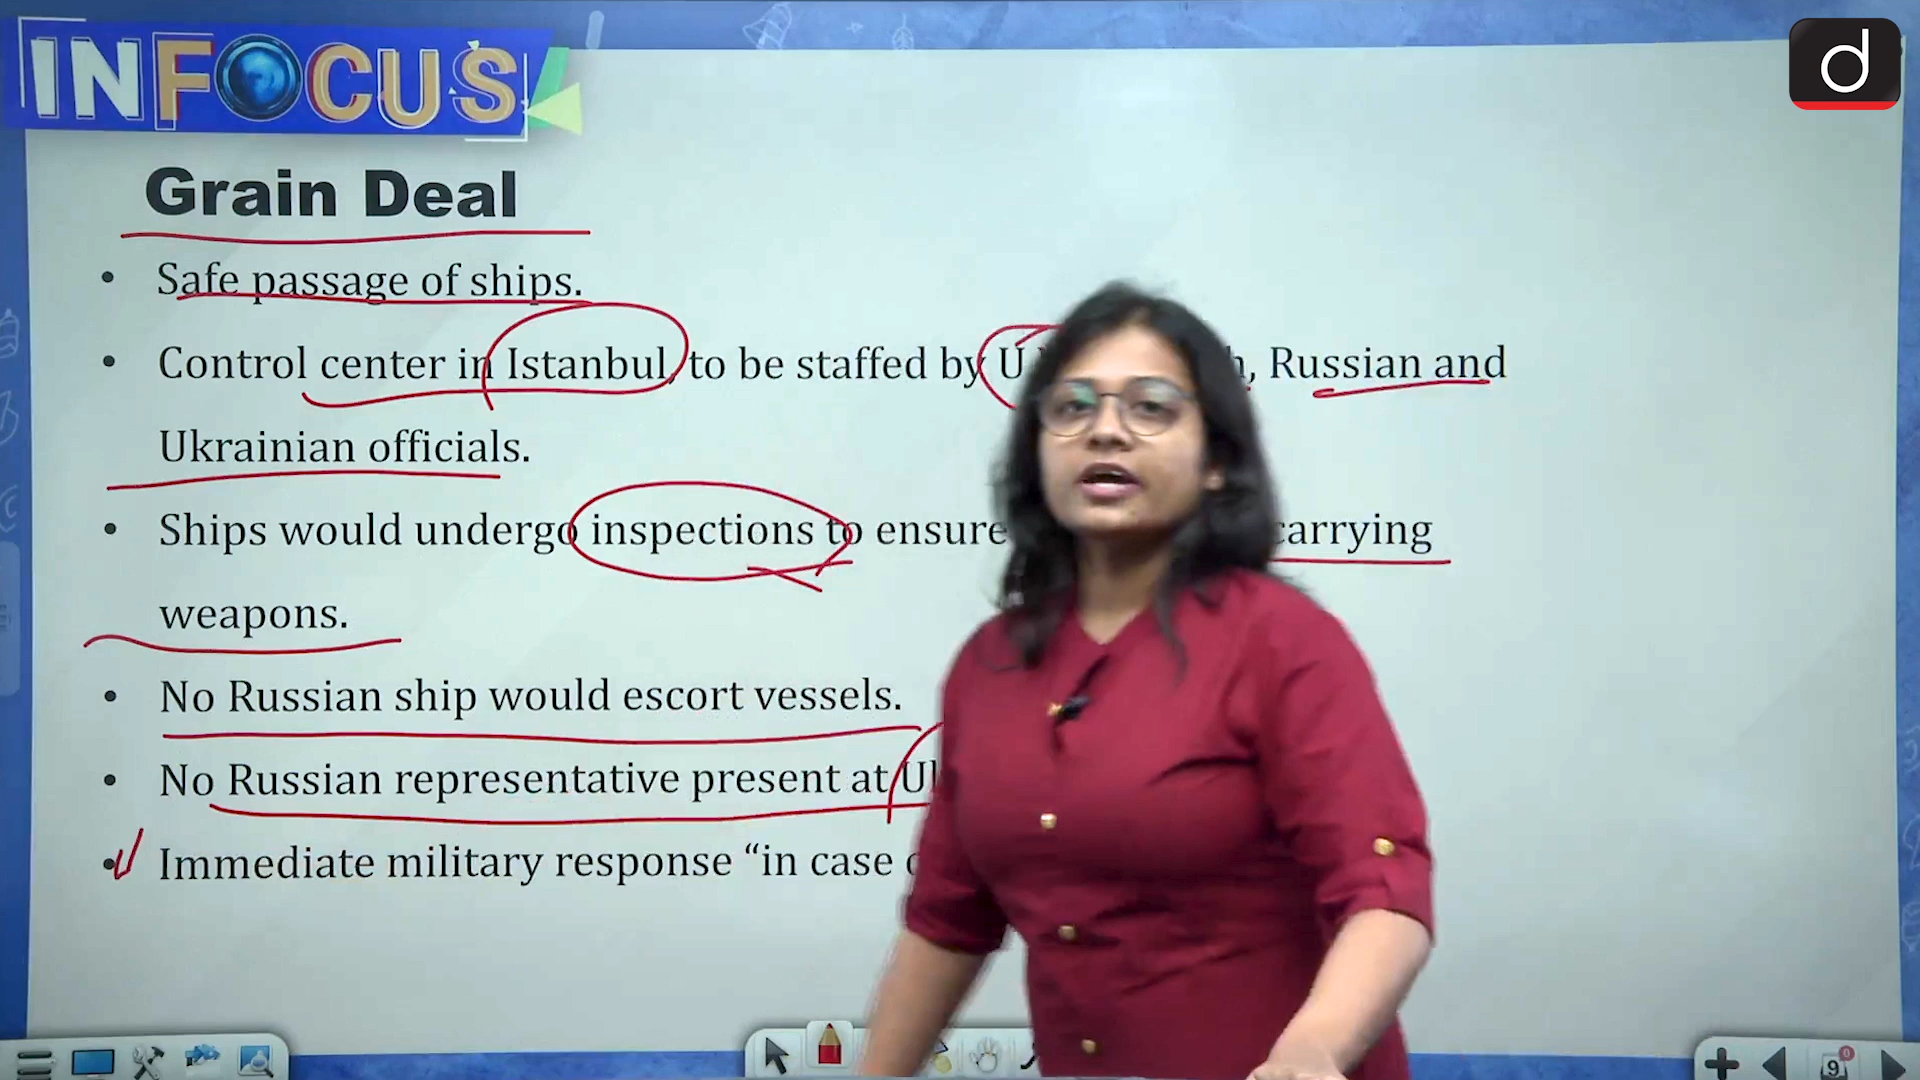 INFOCUS
d
Grain Deal
• Safe passage of ships.
• Control center in Istanbul, to be staffed by U , Russian and
Ukrainian officials.
• Ships would undergo inspections to ensure carrying
weapons.
• No Russian ship would escort vessels.
• No Russian representative present at
• Immediate military response “in case
9
0